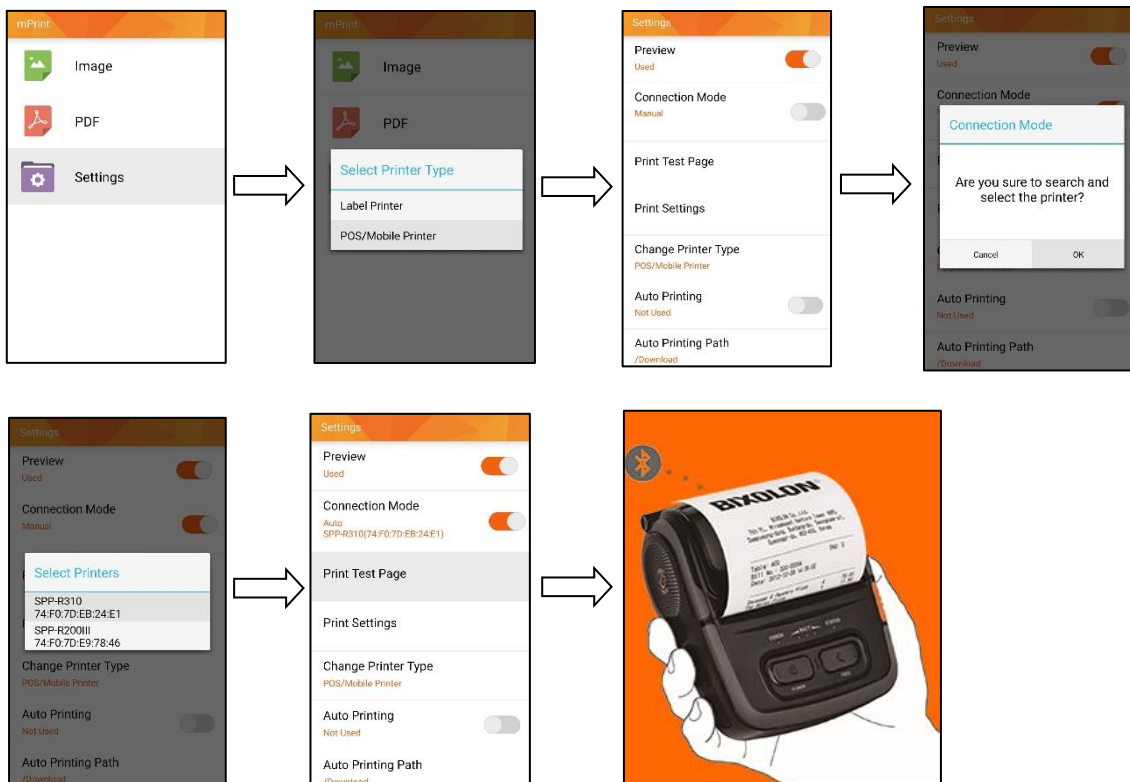 mPrint
Image
PDF
Settings
mPrint
Image
PDF
Select Printer Type
Label Printer
POS/Mobile Printer
Settings
Preview
Used
Connection Mode
Manual
Print Test Page
Print Settings
Change Printer Type
POS/Mobile Printer
Auto Printing
Not Used
Auto Printing Path
/Download
Settings
Preview
Used
Connection Mode
Connection Mode
Are you sure to search and
select the printer?
Cancel
OK
Auto Printing
Not Used
Auto Printing Path
/Download
Settings
Preview
Used
Connection Mode
Manual
Select Printers
SPP-R310
74:F0:7D:EB:24:E1
SPP-R200III
74:F0:7D:E9:78:46
Change Printer Type
POS/Mobile Printer
Auto Printing
Not Used
Auto Printing Path
/Download
Settings
Preview
Used
Connection Mode
Auto
SPP-R310(74:F0:7D:EB:24:E1)
Print Test Page
Print Settings
Change Printer Type
POS/Mobile Printer
Auto Printing
Not Used
Auto Printing Path
/Download
BIXOLON